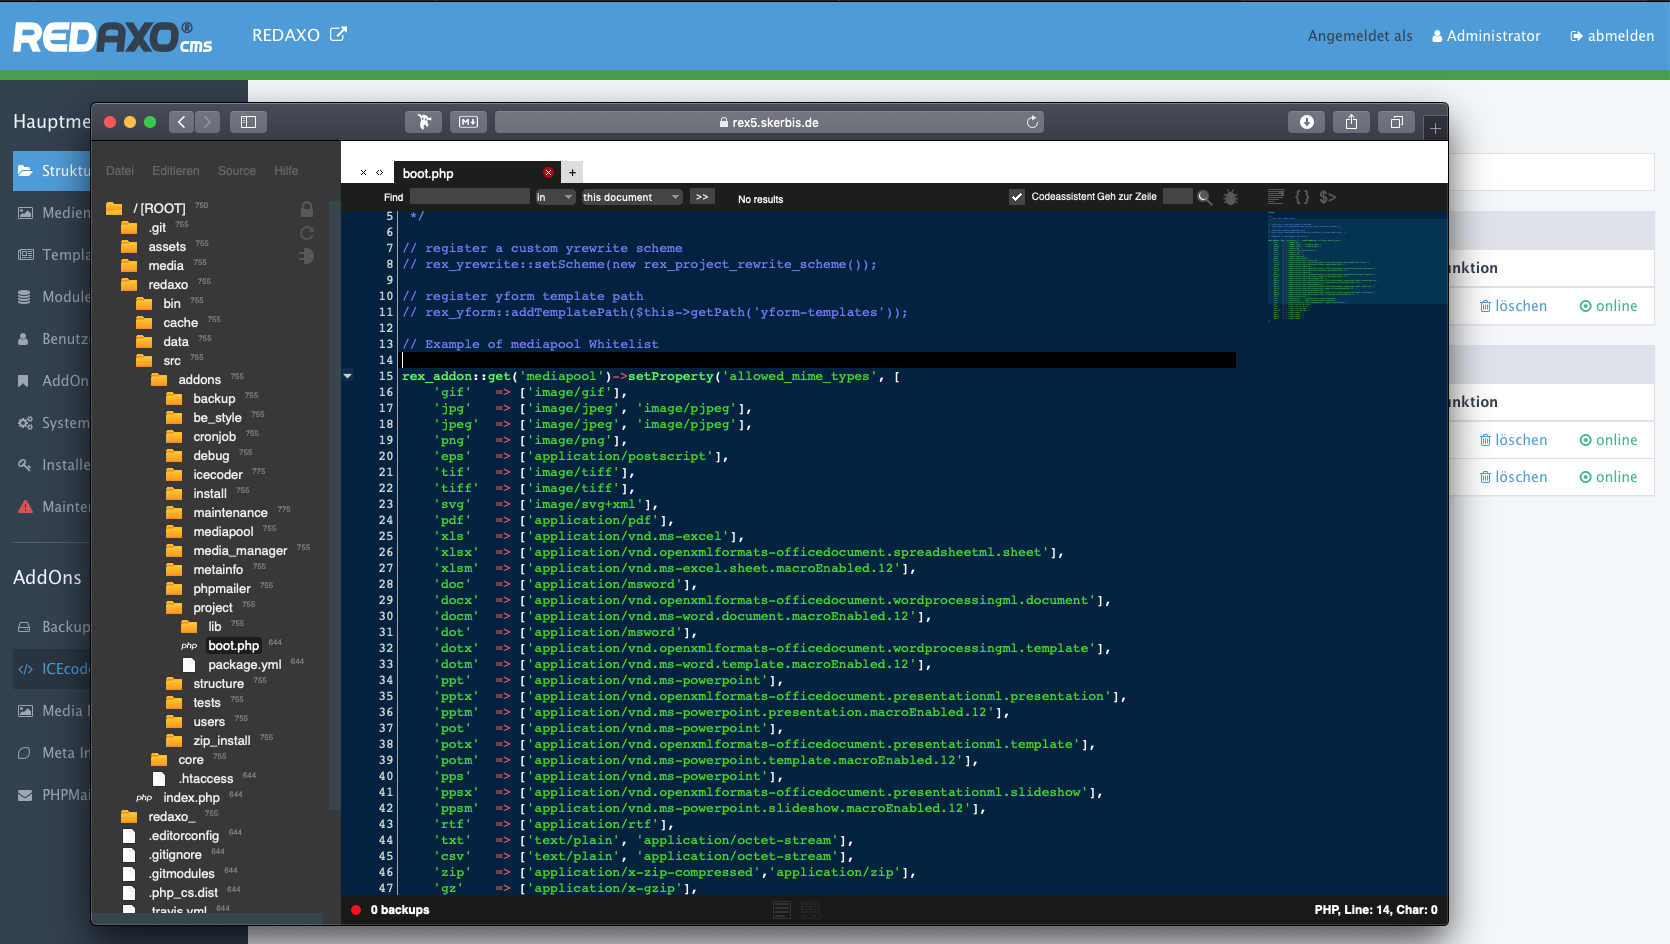 REDAXO® cms
REDAXO
Angemeldet als
Administrator
abmelden
Hauptme
Struktu
Medien
Templa
Module
Benutze
AddOn
System
Installe
Mainten
AddOns
Backup
ICEcode
Media M
Meta In
PHPMai
rex5.skerbis.de
Datei Editieren Source Hilfe
/ [ROOT] 750
.git 755
assets 755
media 755
redaxo 755
bin 755
cache 755
data 755
src 755
addons 755
backup 755
be_style 755
cronjob 755
debug 755
icecoder 775
install 755
maintenance 775
mediapool 755
media_manager 755
metainfo 755
phpmailer 755
project 755
lib 755
php boot.php 644
package.yml 644
structure 755
tests 755
users 755
zip_install 755
core 755
.htaccess 644
php index.php 644
redaxo_ 755
.editorconfig 644
.gitignore 644
.gitmodules 644
.php_cs.dist 644
.travis.yml 644
boot.php
Find in this document >> No results
Codeassistent Geh zur Zeile
{ } $>
5 */
6
7 // register a custom yrewrite scheme
8 // rex_yrewrite::setScheme(new rex_project_rewrite_scheme());
9
10 // register yform template path
11 // rex_yform::addTemplatePath($this->getPath('yform-templates'));
12
13 // Example of mediapool Whitelist
14
15 rex_addon::get('mediapool')->setProperty('allowed_mime_types', [
16 'gif' => ['image/gif'],
17 'jpg' => ['image/jpeg', 'image/pjpeg'],
18 'jpeg' => ['image/jpeg', 'image/pjpeg'],
19 'png' => ['image/png'],
20 'eps' => ['application/postscript'],
21 'tif' => ['image/tiff'],
22 'tiff' => ['image/tiff'],
23 'svg' => ['image/svg+xml'],
24 'pdf' => ['application/pdf'],
25 'xls' => ['application/vnd.ms-excel'],
26 'xlsx' => ['application/vnd.openxmlformats-officedocument.spreadsheetml.sheet'],
27 'xlsm' => ['application/vnd.ms-excel.sheet.macroEnabled.12'],
28 'doc' => ['application/msword'],
29 'docx' => ['application/vnd.openxmlformats-officedocument.wordprocessingml.document'],
30 'docm' => ['application/vnd.ms-word.document.macroEnabled.12'],
31 'dot' => ['application/msword'],
32 'dotx' => ['application/vnd.openxmlformats-officedocument.wordprocessingml.template'],
33 'dotm' => ['application/vnd.ms-word.template.macroEnabled.12'],
34 'ppt' => ['application/vnd.ms-powerpoint'],
35 'pptx' => ['application/vnd.openxmlformats-officedocument.presentationml.presentation'],
36 'pptm' => ['application/vnd.ms-powerpoint.presentation.macroEnabled.12'],
37 'pot' => ['application/vnd.ms-powerpoint'],
38 'potx' => ['application/vnd.openxmlformats-officedocument.presentationml.template'],
39 'potm' => ['application/vnd.ms-powerpoint.template.macroEnabled.12'],
40 'pps' => ['application/vnd.ms-powerpoint'],
41 'ppsx' => ['application/vnd.openxmlformats-officedocument.presentationml.slideshow'],
42 'ppsm' => ['application/vnd.ms-powerpoint.slideshow.macroEnabled.12'],
43 'rtf' => ['application/rtf'],
44 'txt' => ['text/plain', 'application/octet-stream'],
45 'csv' => ['text/plain', 'application/octet-stream'],
46 'zip' => ['application/x-zip-compressed','application/zip'],
47 'gz' => ['application/x-gzip'],
0 backups
PHP, Line: 14, Char: 0
unktion
löschen online
unktion
löschen online
löschen online